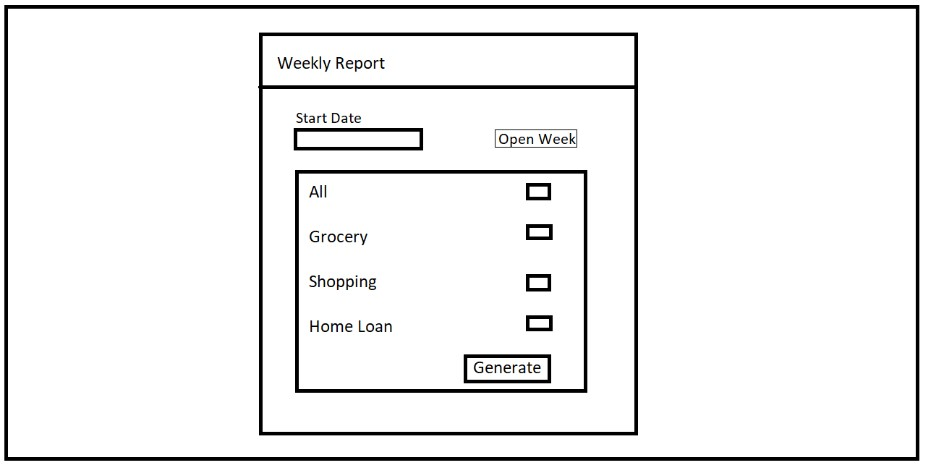 Weekly Report
Start Date
Open Week
All
Grocery
Shopping
Home Loan
Generate